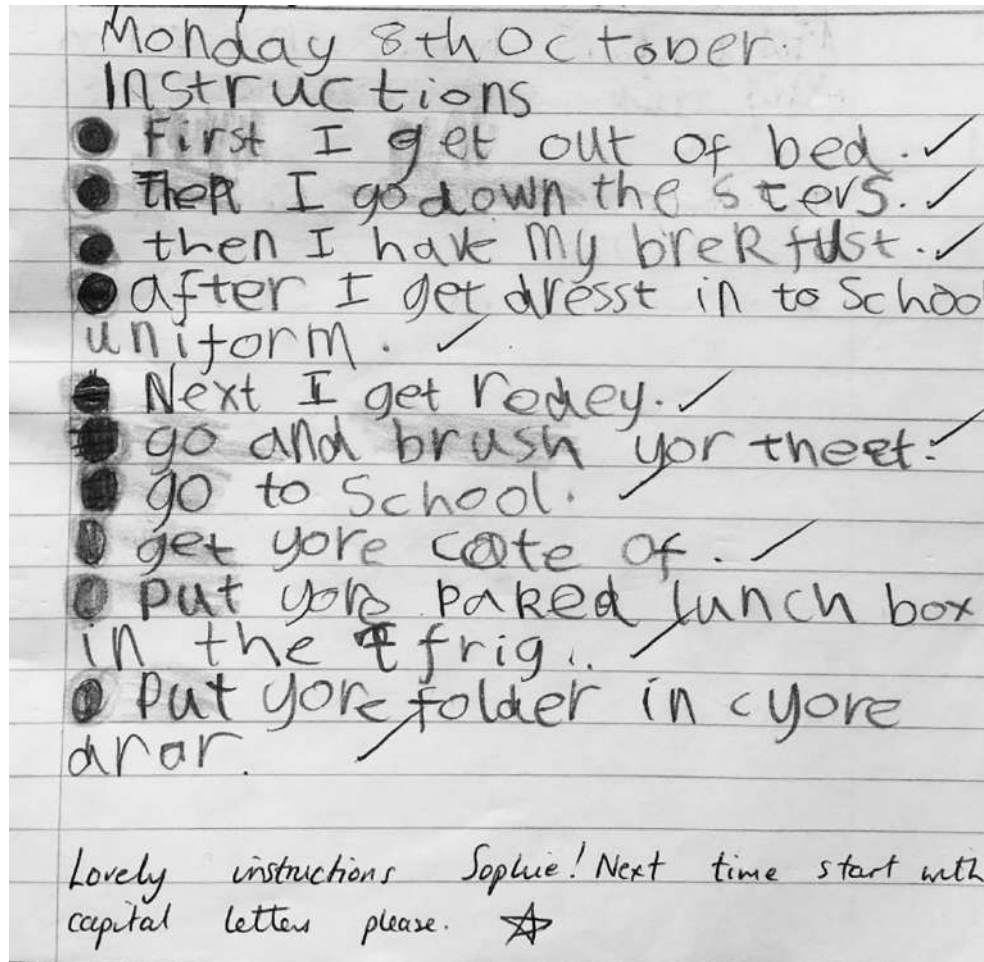 Monday 8th October.
Instructions
First I get out of bed.
Then I go down the sters.
then I have my brekfust.
after I get dresst in to School
uniform.
Next I get rodey.
go and brush yor theet.
go to School.
get yore cate of.
Put yore paked lunch box
in the frig..
Put yore folder in yore
drar.
Lovely instructions Sophie! Next time start with
capital letters please.